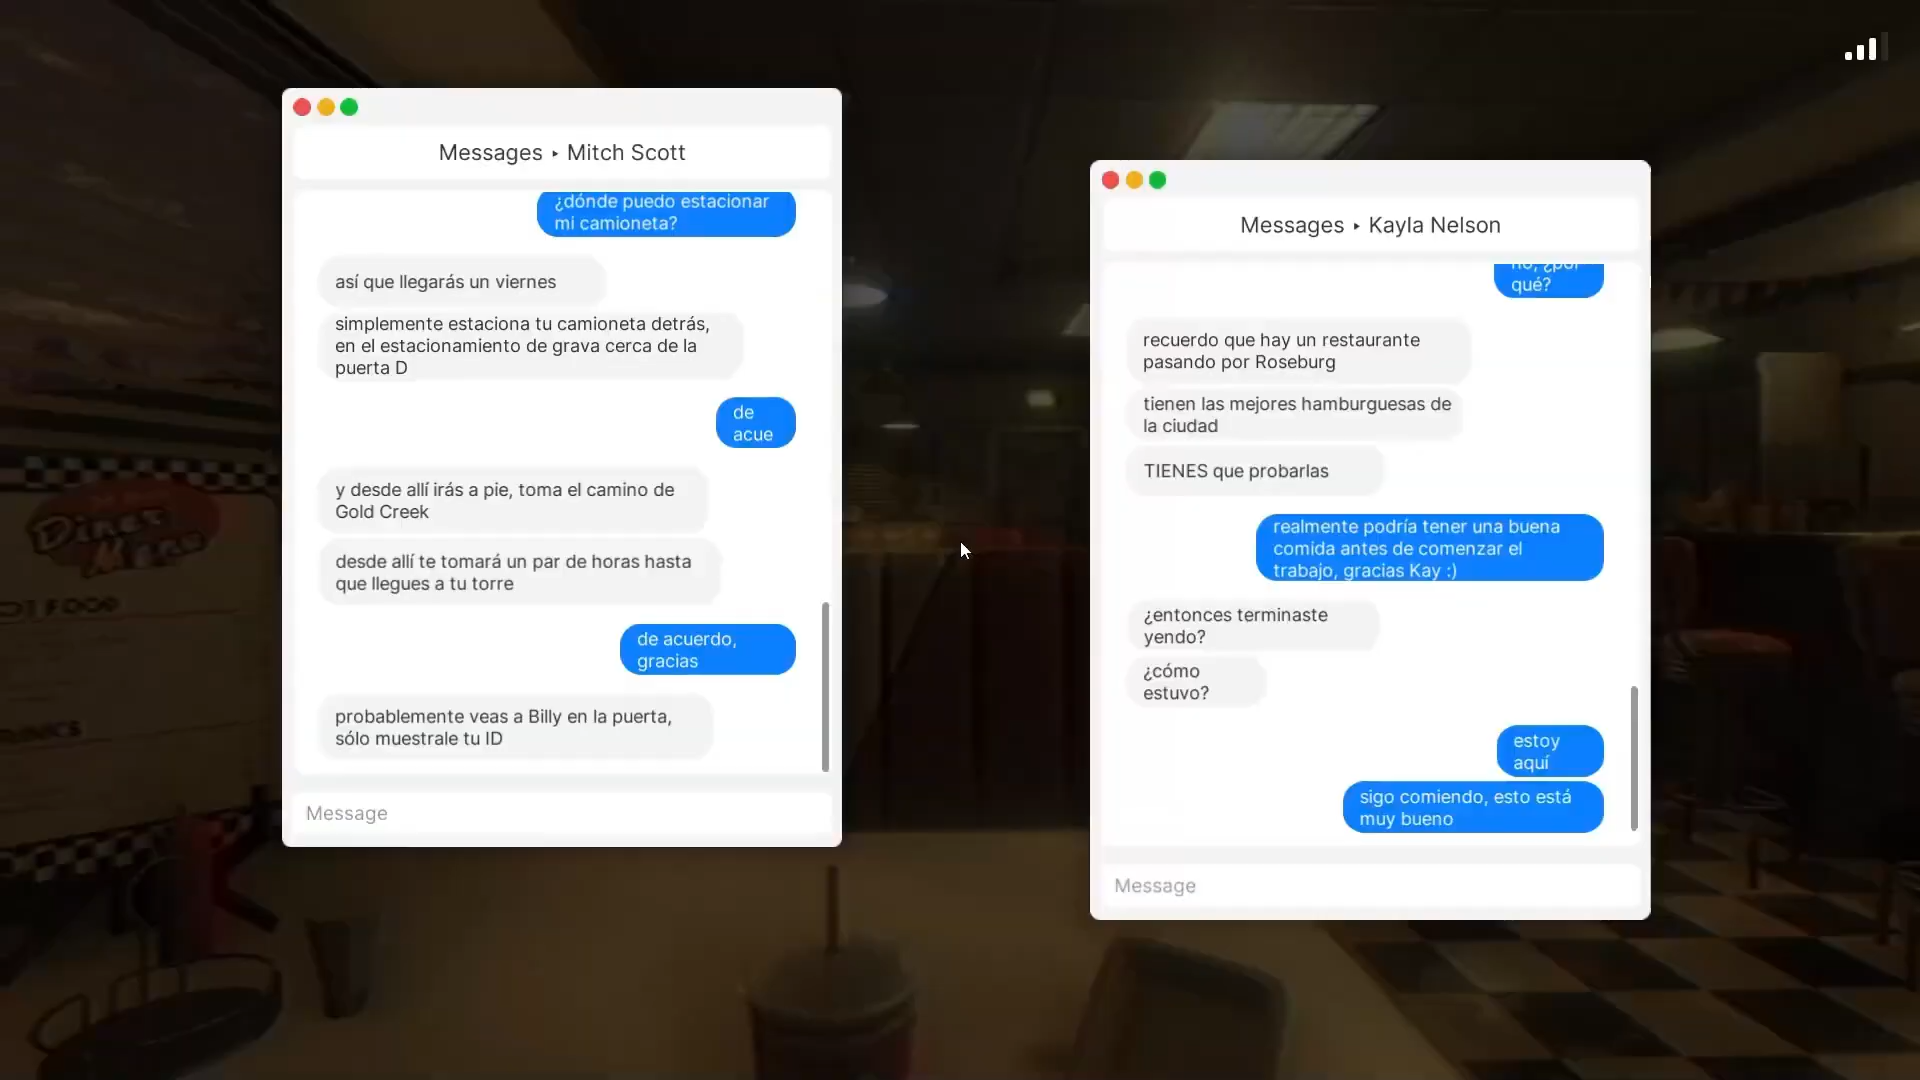 Messages ▸ Mitch Scott
¿dónde puedo estacionar
mi camioneta?
así que llegarás un viernes
simplemente estaciona tu camioneta detrás,
en el estacionamiento de grava cerca de la
puerta D
de
acue
y desde allí irás a pie, toma el camino de
Gold Creek
desde allí te tomará un par de horas hasta
que llegues a tu torre
de acuerdo,
gracias
probablemente veas a Billy en la puerta,
sólo muestrale tu ID
Message
Messages ▸ Kayla Nelson
no, ¿por
qué?
recuerdo que hay un restaurante
pasando por Roseburg
tienen las mejores hamburguesas de
la ciudad
TIENES que probarlas
realmente podría tener una buena
comida antes de comenzar el
trabajo, gracias Kay :)
¿entonces terminaste
yendo?
¿cómo
estuvo?
estoy
aquí
sigo comiendo, esto está
muy bueno
Message
Diner
Menu